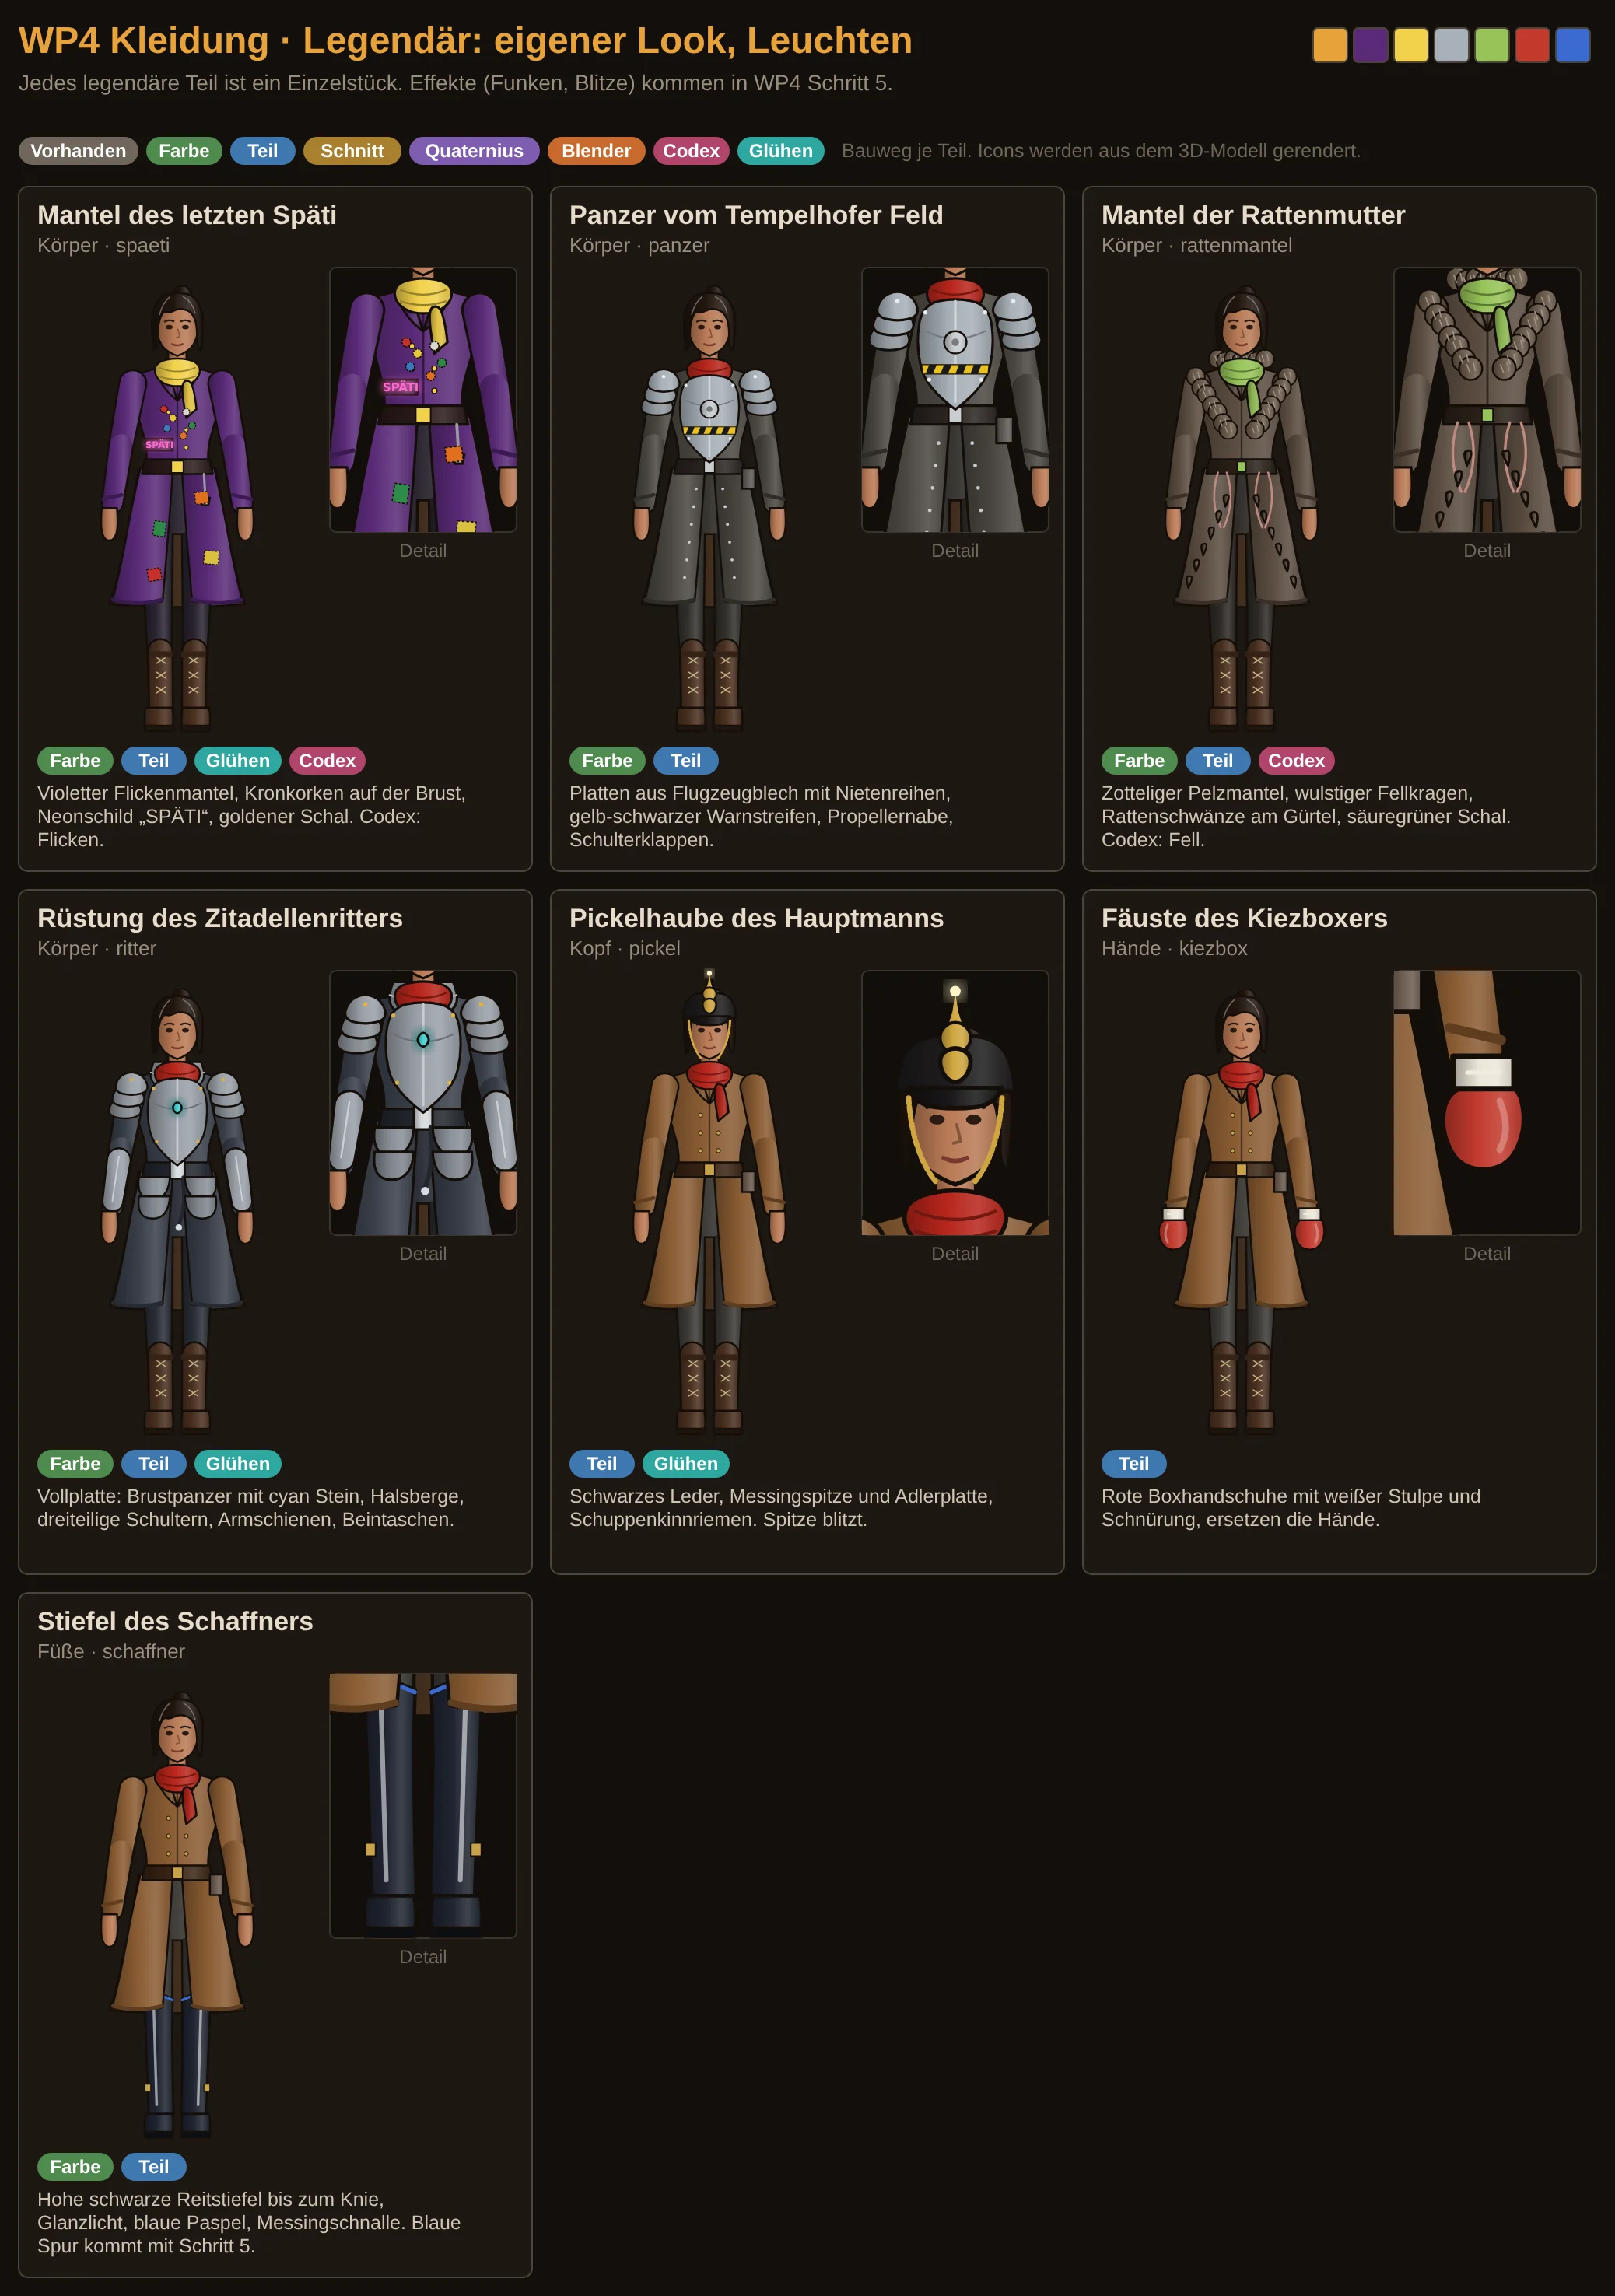 WP4 Kleidung · Legendär: eigener Look, Leuchten
Jedes legendäre Teil ist ein Einzelstück. Effekte (Funken, Blitze) kommen in WP4 Schritt 5.
Vorhanden Farbe Teil Schnitt Quaternius Blender Codex Glühen Bauweg je Teil. Icons werden aus dem 3D-Modell gerendert.
Mantel des letzten Späti
Körper · spaeti
SPÄTI
SPÄTI
Detail
Farbe Teil Glühen Codex
Violetter Flickenmantel, Kronkorken auf der Brust,
Neonschild „SPÄTI“, goldener Schal. Codex:
Flicken.
Panzer vom Tempelhofer Feld
Körper · panzer
Detail
Farbe Teil
Platten aus Flugzeugblech mit Nietenreihen,
gelb-schwarzer Warnstreifen, Propellernabe,
Schulterklappen.
Mantel der Rattenmutter
Körper · rattenmantel
Detail
Farbe Teil Codex
Zotteliger Pelzmantel, wulstiger Fellkragen,
Rattenschwänze am Gürtel, säuregrüner Schal.
Codex: Fell.
Rüstung des Zitadellenritters
Körper · ritter
Detail
Farbe Teil Glühen
Vollplatte: Brustpanzer mit cyan Stein, Halsberge,
dreiteilige Schultern, Armschienen, Beintaschen.
Pickelhaube des Hauptmanns
Kopf · pickel
Detail
Teil Glühen
Schwarzes Leder, Messingspitze und Adlerplatte,
Schuppenkinnriemen. Spitze blitzt.
Fäuste des Kiezboxers
Hände · kiezbox
Detail
Teil
Rote Boxhandschuhe mit weißer Stulpe und
Schnürung, ersetzen die Hände.
Stiefel des Schaffners
Füße · schaffner
Detail
Farbe Teil
Hohe schwarze Reitstiefel bis zum Knie,
Glanzlicht, blaue Paspel, Messingschnalle. Blaue
Spur kommt mit Schritt 5.